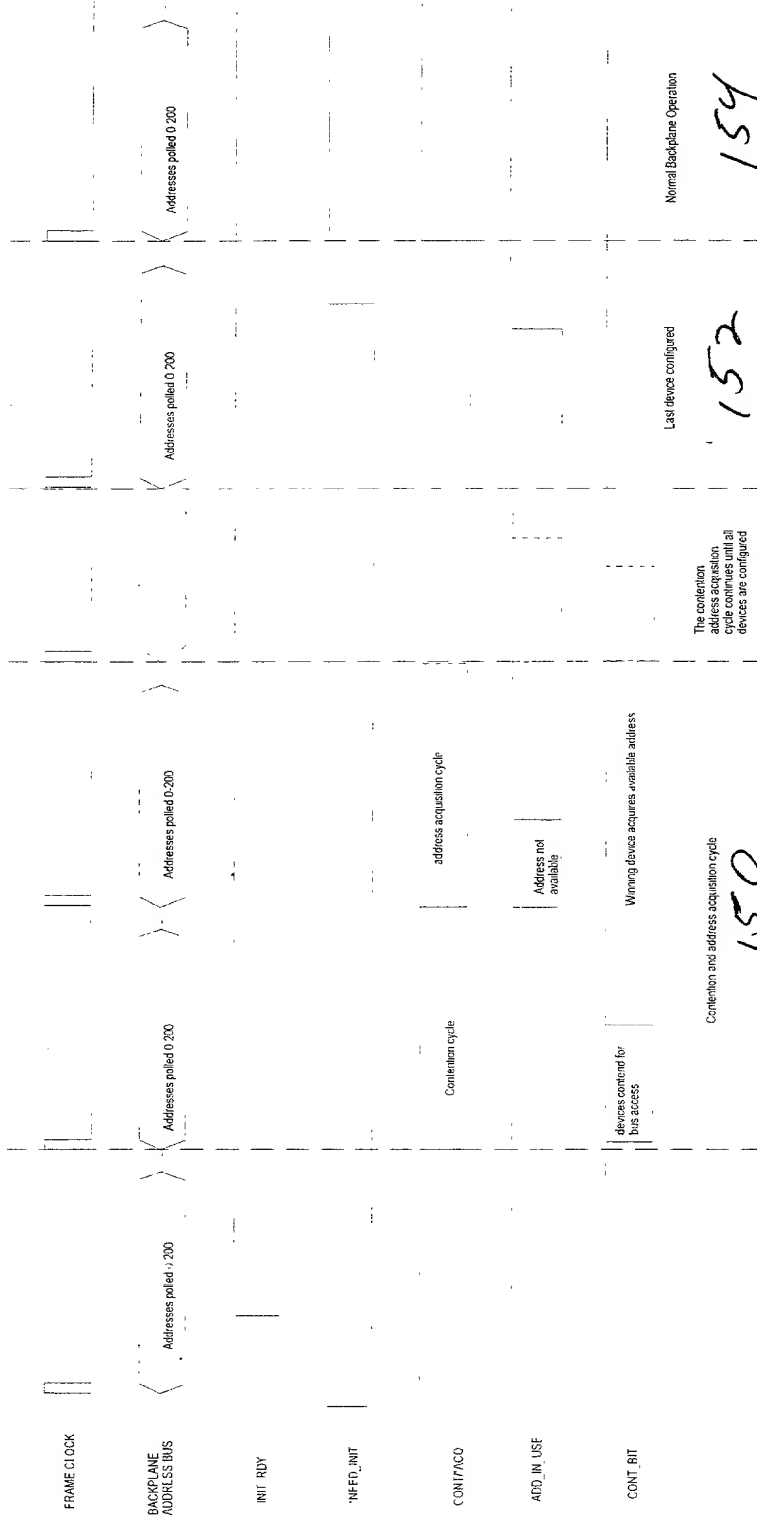 FRAME CLOCK
BACKPLANE
ADDRESS BUS
Addresses polled 0 200
Addresses polled 0 200
Addresses polled 0-200
Addresses polled 0 200
Addresses polled 0 200
INIT RDY
NEED_INIT
Contention cycle
address acquisition cycle
ADD_IN_USE
Address not
available
CONT_BIT
devices contend for
bus access
Winning device acquires available address
Contention and address acquisition cycle
150
The contention
address acquisition
cycle continues until all
devices are configured
Last device configured
152
Normal Backplane Operation
154